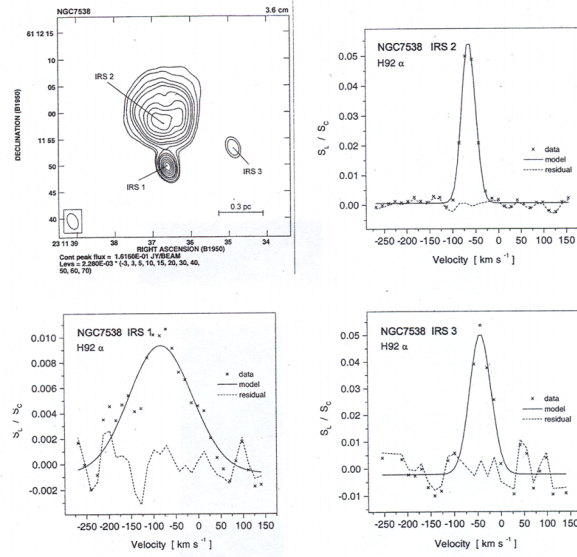 NGC7538 3.6 cm
61 12 15
10
05
00
11 55
50
45
40
DECLINATION (B1950)
IRS 2
IRS 1
IRS 3
0.3 pc
23 11 39 38 37 36 35 34
RIGHT ASCENSION (B1950)
Cont peak flux = 1.6160E-01 JY/BEAM
Levs = 2.280E-03 * (-3, 3, 5, 10, 15, 20, 30, 40,
50, 60, 70)
NGC7538 IRS 2
H92 α
0.05
0.04
0.03
0.02
0.01
0.00
S_L / S_C
× data
model
residual
-250 -200 -150 -100 -50 0 50 100 150
Velocity [ km s⁻¹ ]
NGC7538 IRS 1
H92 α
0.010
0.008
0.006
0.004
0.002
0.000
-0.002
S_L / S_C
× data
model
residual
-250 -200 -150 -100 -50 0 50 100 150
Velocity [ km s⁻¹ ]
NGC7538 IRS 3
H92 α
0.05
0.04
0.03
0.02
0.01
0.00
-0.01
S_L / S_C
× data
model
residual
-250 -200 -150 -100 -50 0 50 100 150
Velocity [ km s⁻¹ ]